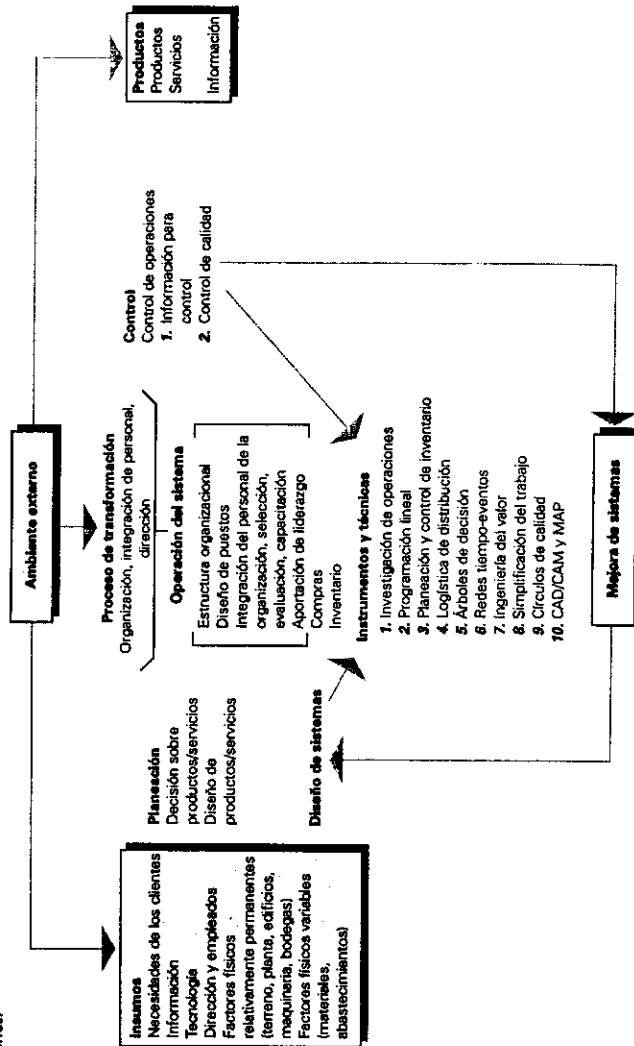 Ambiente externo
Insumos
Necesidades de los clientes
Información
Tecnología
Dirección y empleados
Factores físicos
relativamente permanentes
(terreno, planta, edificios,
maquinaria, bodegas)
Factores físicos variables
(materiales,
abastecimientos)
Planeación
Decisión sobre
productos/servicios
Diseño de
productos/servicios
Diseño de sistemas
Proceso de transformación
Organización, integración de personal,
dirección
Operación del sistema
Estructura organizacional
Diseño de puestos
Integración del personal de la
organización, selección,
evaluación, capacitación
Aportación de liderazgo
Compras
Inventario
Instrumentos y técnicas
1. Investigación de operaciones
2. Programación lineal
3. Planeación y control de inventario
4. Logística de distribución
5. Árboles de decisión
6. Redes tiempo-eventos
7. Ingeniería del valor
8. Simplificación del trabajo
9. Círculos de calidad
10. CAD/CAM y MAP
Control
Control de operaciones
1. Información para
control
2. Control de calidad
Productos
Productos
Servicios
Información
Mejora de sistemas